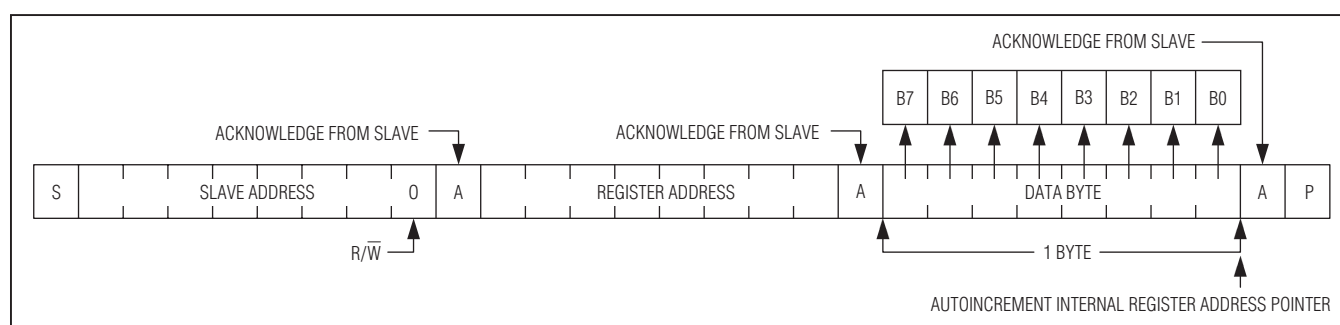 ACKNOWLEDGE FROM SLAVE
B7 B6 B5 B4 B3 B2 B1 B0
ACKNOWLEDGE FROM SLAVE ACKNOWLEDGE FROM SLAVE
S SLAVE ADDRESS 0 A REGISTER ADDRESS A DATA BYTE A P
R/W̅ 1 BYTE
AUTOINCREMENT INTERNAL REGISTER ADDRESS POINTER